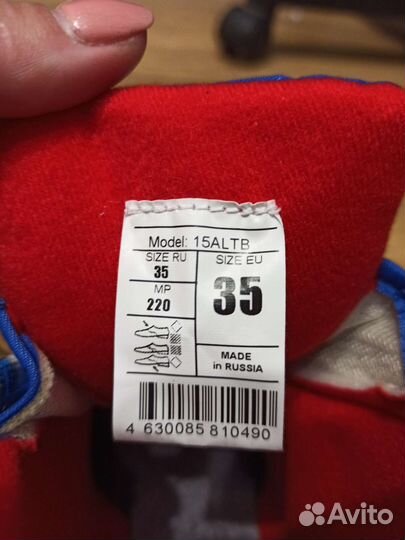 Model: 15ALTB
SIZE RU
35
MP
220
SIZE EU
35
MADE
in RUSSIA
4 630085 810490
Avito